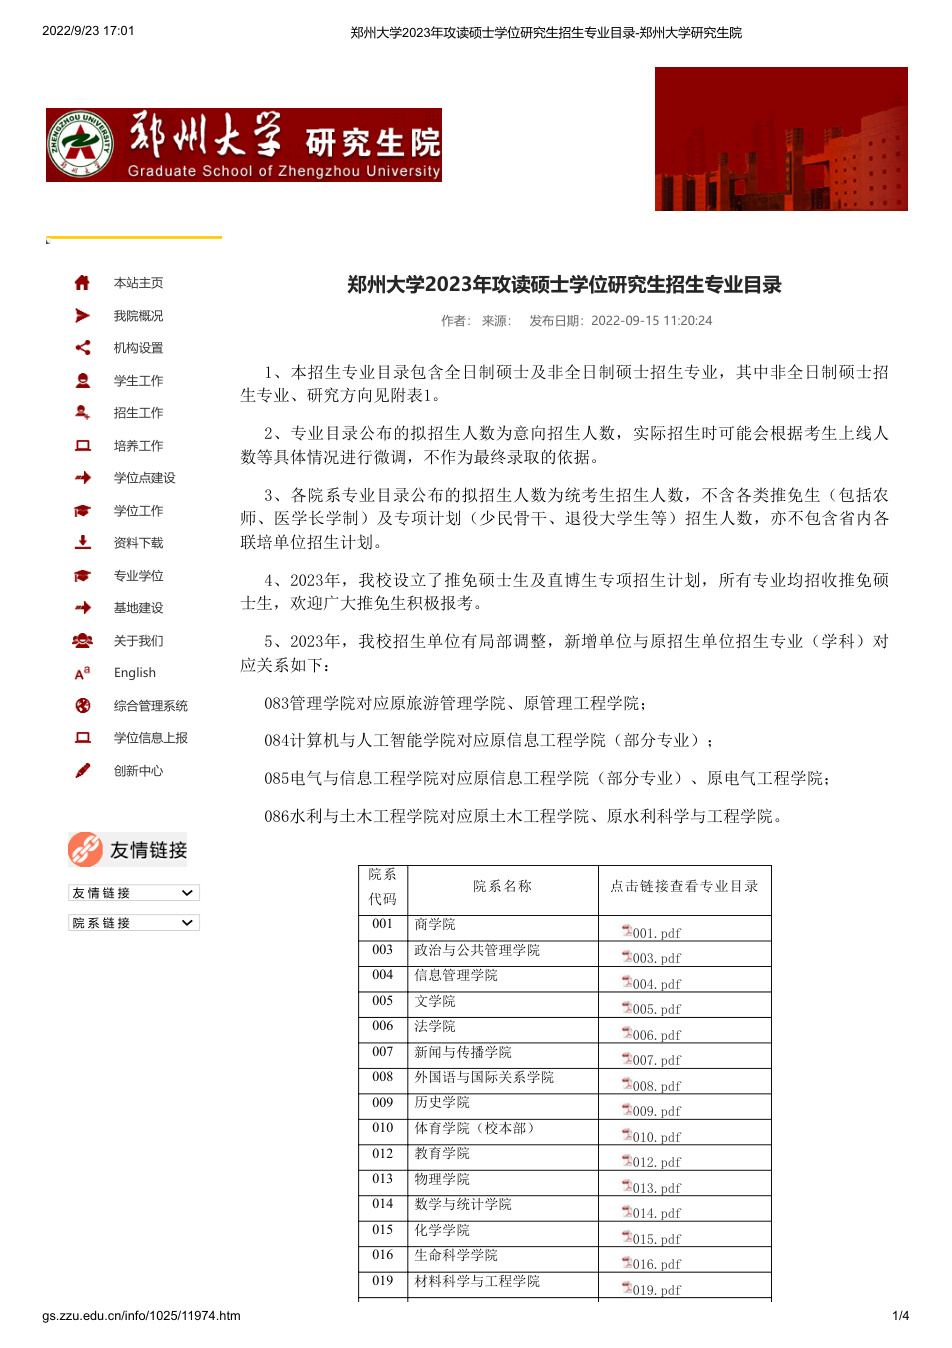 2022/9/23 17:01
郑州大学2023年攻读硕士学位研究生招生专业目录-郑州大学研究生院
ZHENGZHOU UNIVERSITY
郑州大学
郑州大学 研究生院
Graduate School of Zhengzhou University
本站主页
我院概况
机构设置
学生工作
招生工作
培养工作
学位点建设
学位工作
资料下载
专业学位
基地建设
关于我们
English
综合管理系统
学位信息上报
创新中心
友情链接
友情链接
院系链接
郑州大学2023年攻读硕士学位研究生招生专业目录
作者： 来源： 发布日期：2022-09-15 11:20:24
1、本招生专业目录包含全日制硕士及非全日制硕士招生专业，其中非全日制硕士招
生专业、研究方向见附表1。
2、专业目录公布的拟招生人数为意向招生人数，实际招生时可能会根据考生上线人
数等具体情况进行微调，不作为最终录取的依据。
3、各院系专业目录公布的拟招生人数为统考生招生人数，不含各类推免生（包括农
师、医学长学制）及专项计划（少民骨干、退役大学生等）招生人数，亦不包含省内各
联培单位招生计划。
4、2023年，我校设立了推免硕士生及直博生专项招生计划，所有专业均招收推免硕
士生，欢迎广大推免生积极报考。
5、2023年，我校招生单位有局部调整，新增单位与原招生单位招生专业（学科）对
应关系如下：
083管理学院对应原旅游管理学院、原管理工程学院；
084计算机与人工智能学院对应原信息工程学院（部分专业）；
085电气与信息工程学院对应原信息工程学院（部分专业）、原电气工程学院；
086水利与土木工程学院对应原土木工程学院、原水利科学与工程学院。
院系
代码 院系名称 点击链接查看专业目录
001 商学院 001.pdf
003 政治与公共管理学院 003.pdf
004 信息管理学院 004.pdf
005 文学院 005.pdf
006 法学院 006.pdf
007 新闻与传播学院 007.pdf
008 外国语与国际关系学院 008.pdf
009 历史学院 009.pdf
010 体育学院（校本部） 010.pdf
012 教育学院 012.pdf
013 物理学院 013.pdf
014 数学与统计学院 014.pdf
015 化学学院 015.pdf
016 生命科学学院 016.pdf
019 材料科学与工程学院 019.pdf
gs.zzu.edu.cn/info/1025/11974.htm
1/4